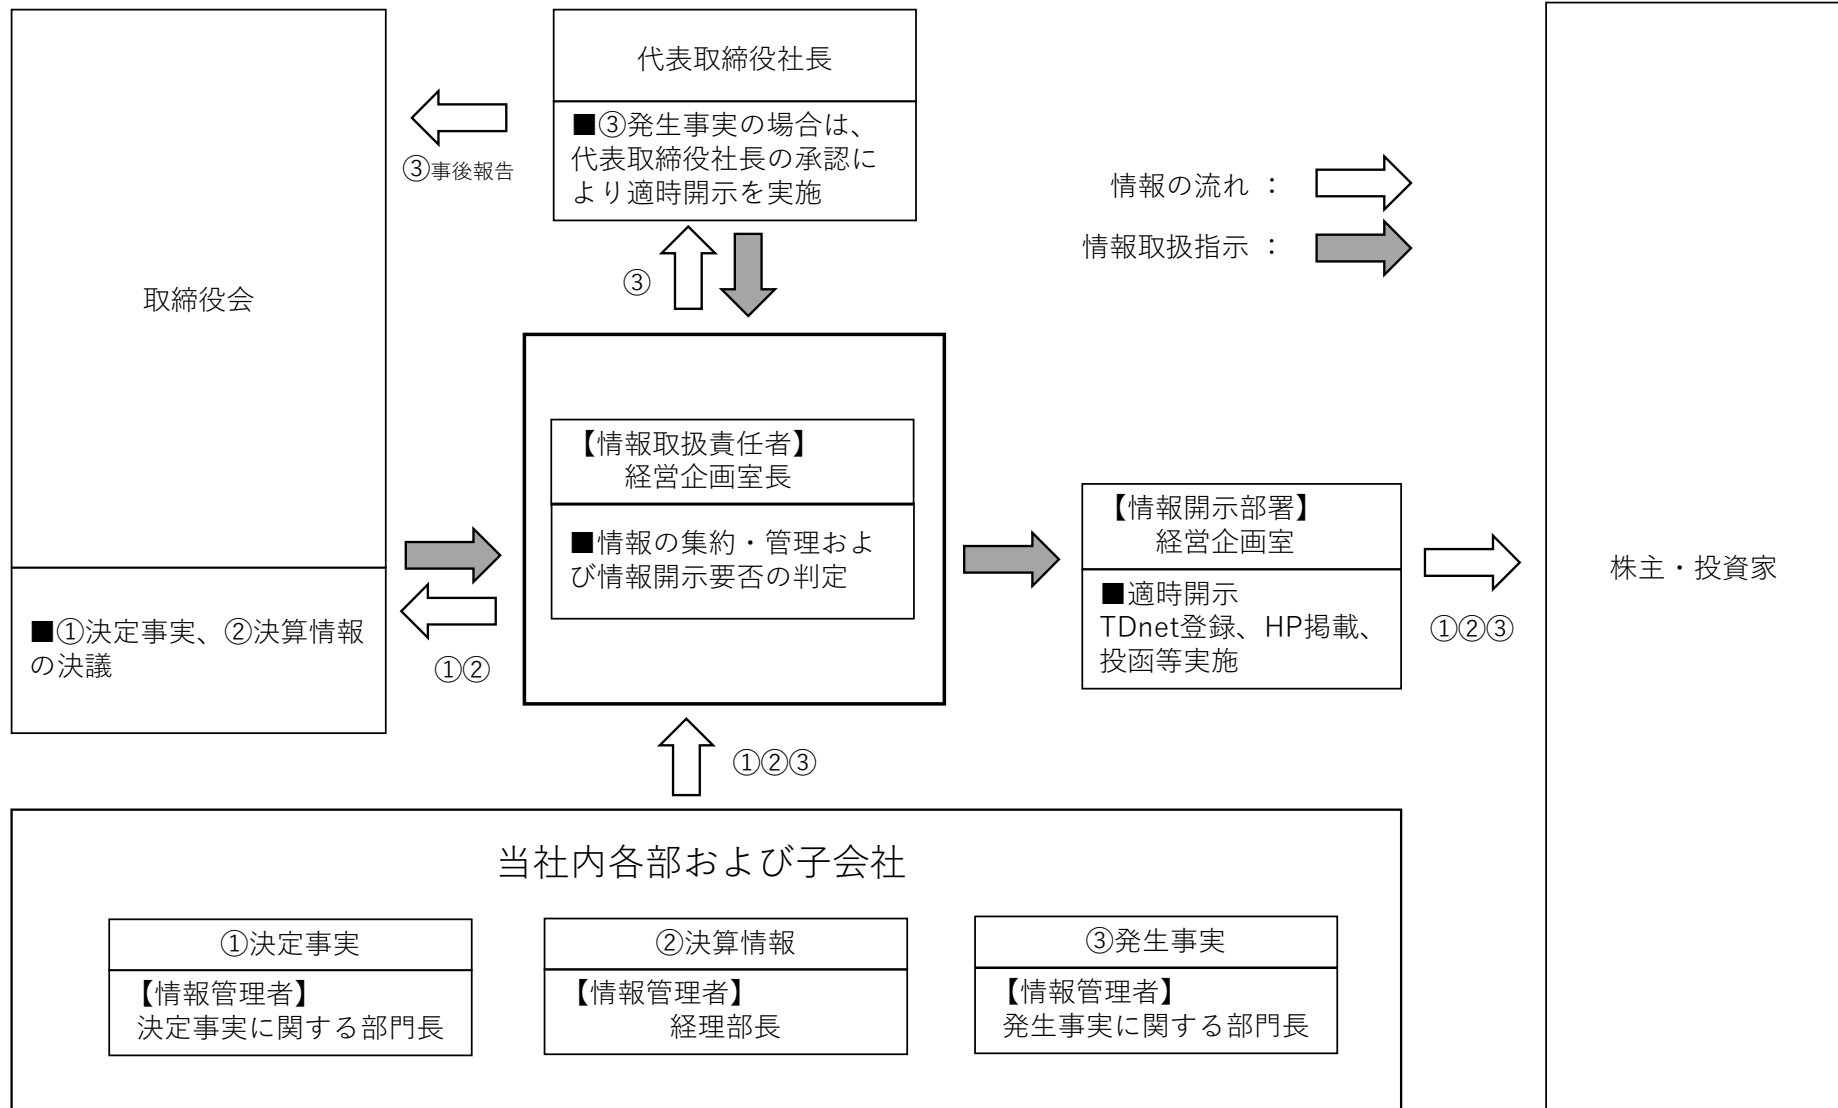 代表取締役社長
■③発生事実の場合は、
代表取締役社長の承認に
より適時開示を実施
③事後報告
情報の流れ ：
情報取扱指示 ：
③
取締役会
【情報取扱責任者】
経営企画室長
■情報の集約・管理およ
び情報開示要否の判定
【情報開示部署】
経営企画室
■適時開示
TDnet登録、HP掲載、
投函等実施
株主・投資家
①②③
■①決定事実、②決算情報
の決議
①②
①②③
当社内各部および子会社
①決定事実
【情報管理者】
決定事実に関する部門長
②決算情報
【情報管理者】
経理部長
③発生事実
【情報管理者】
発生事実に関する部門長